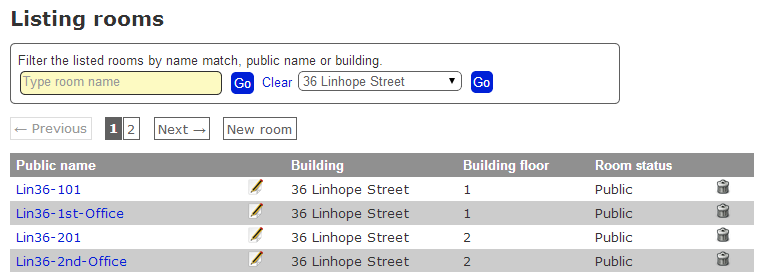 Listing rooms
Filter the listed rooms by name match, public name or building.
Type room name Go Clear 36 Linhope Street Go
← Previous 1 2 Next → New room
Public name Building Building floor Room status
Lin36-101 36 Linhope Street 1 Public
Lin36-1st-Office 36 Linhope Street 1 Public
Lin36-201 36 Linhope Street 2 Public
Lin36-2nd-Office 36 Linhope Street 2 Public